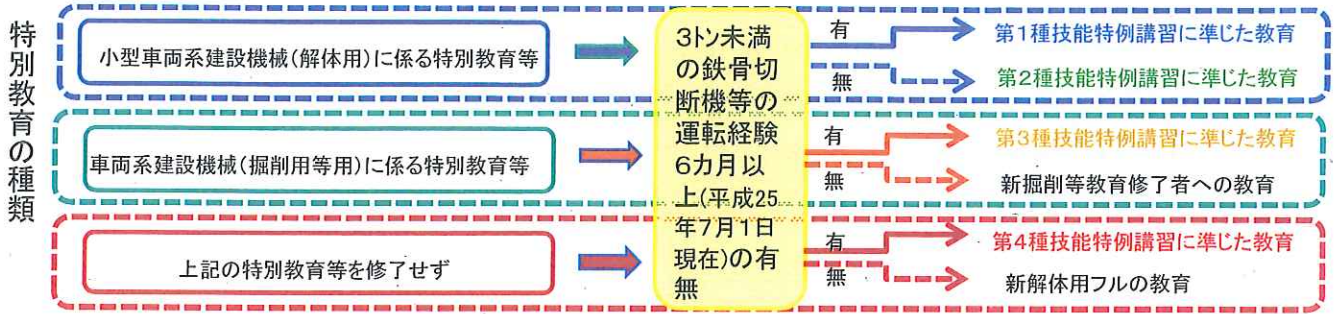 特別教育の種類
小型車両系建設機械(解体用)に係る特別教育等
車両系建設機械(掘削用等用)に係る特別教育等
上記の特別教育等を修了せず
3トン未満
の鉄骨切
断機等の
運転経験
6カ月以
上(平成25
年7月1日
現在)の有
無
有
第1種技能特例講習に準じた教育
無
第2種技能特例講習に準じた教育
有
第3種技能特例講習に準じた教育
無
新掘削等教育修了者への教育
有
第4種技能特例講習に準じた教育
無
新解体用フルの教育